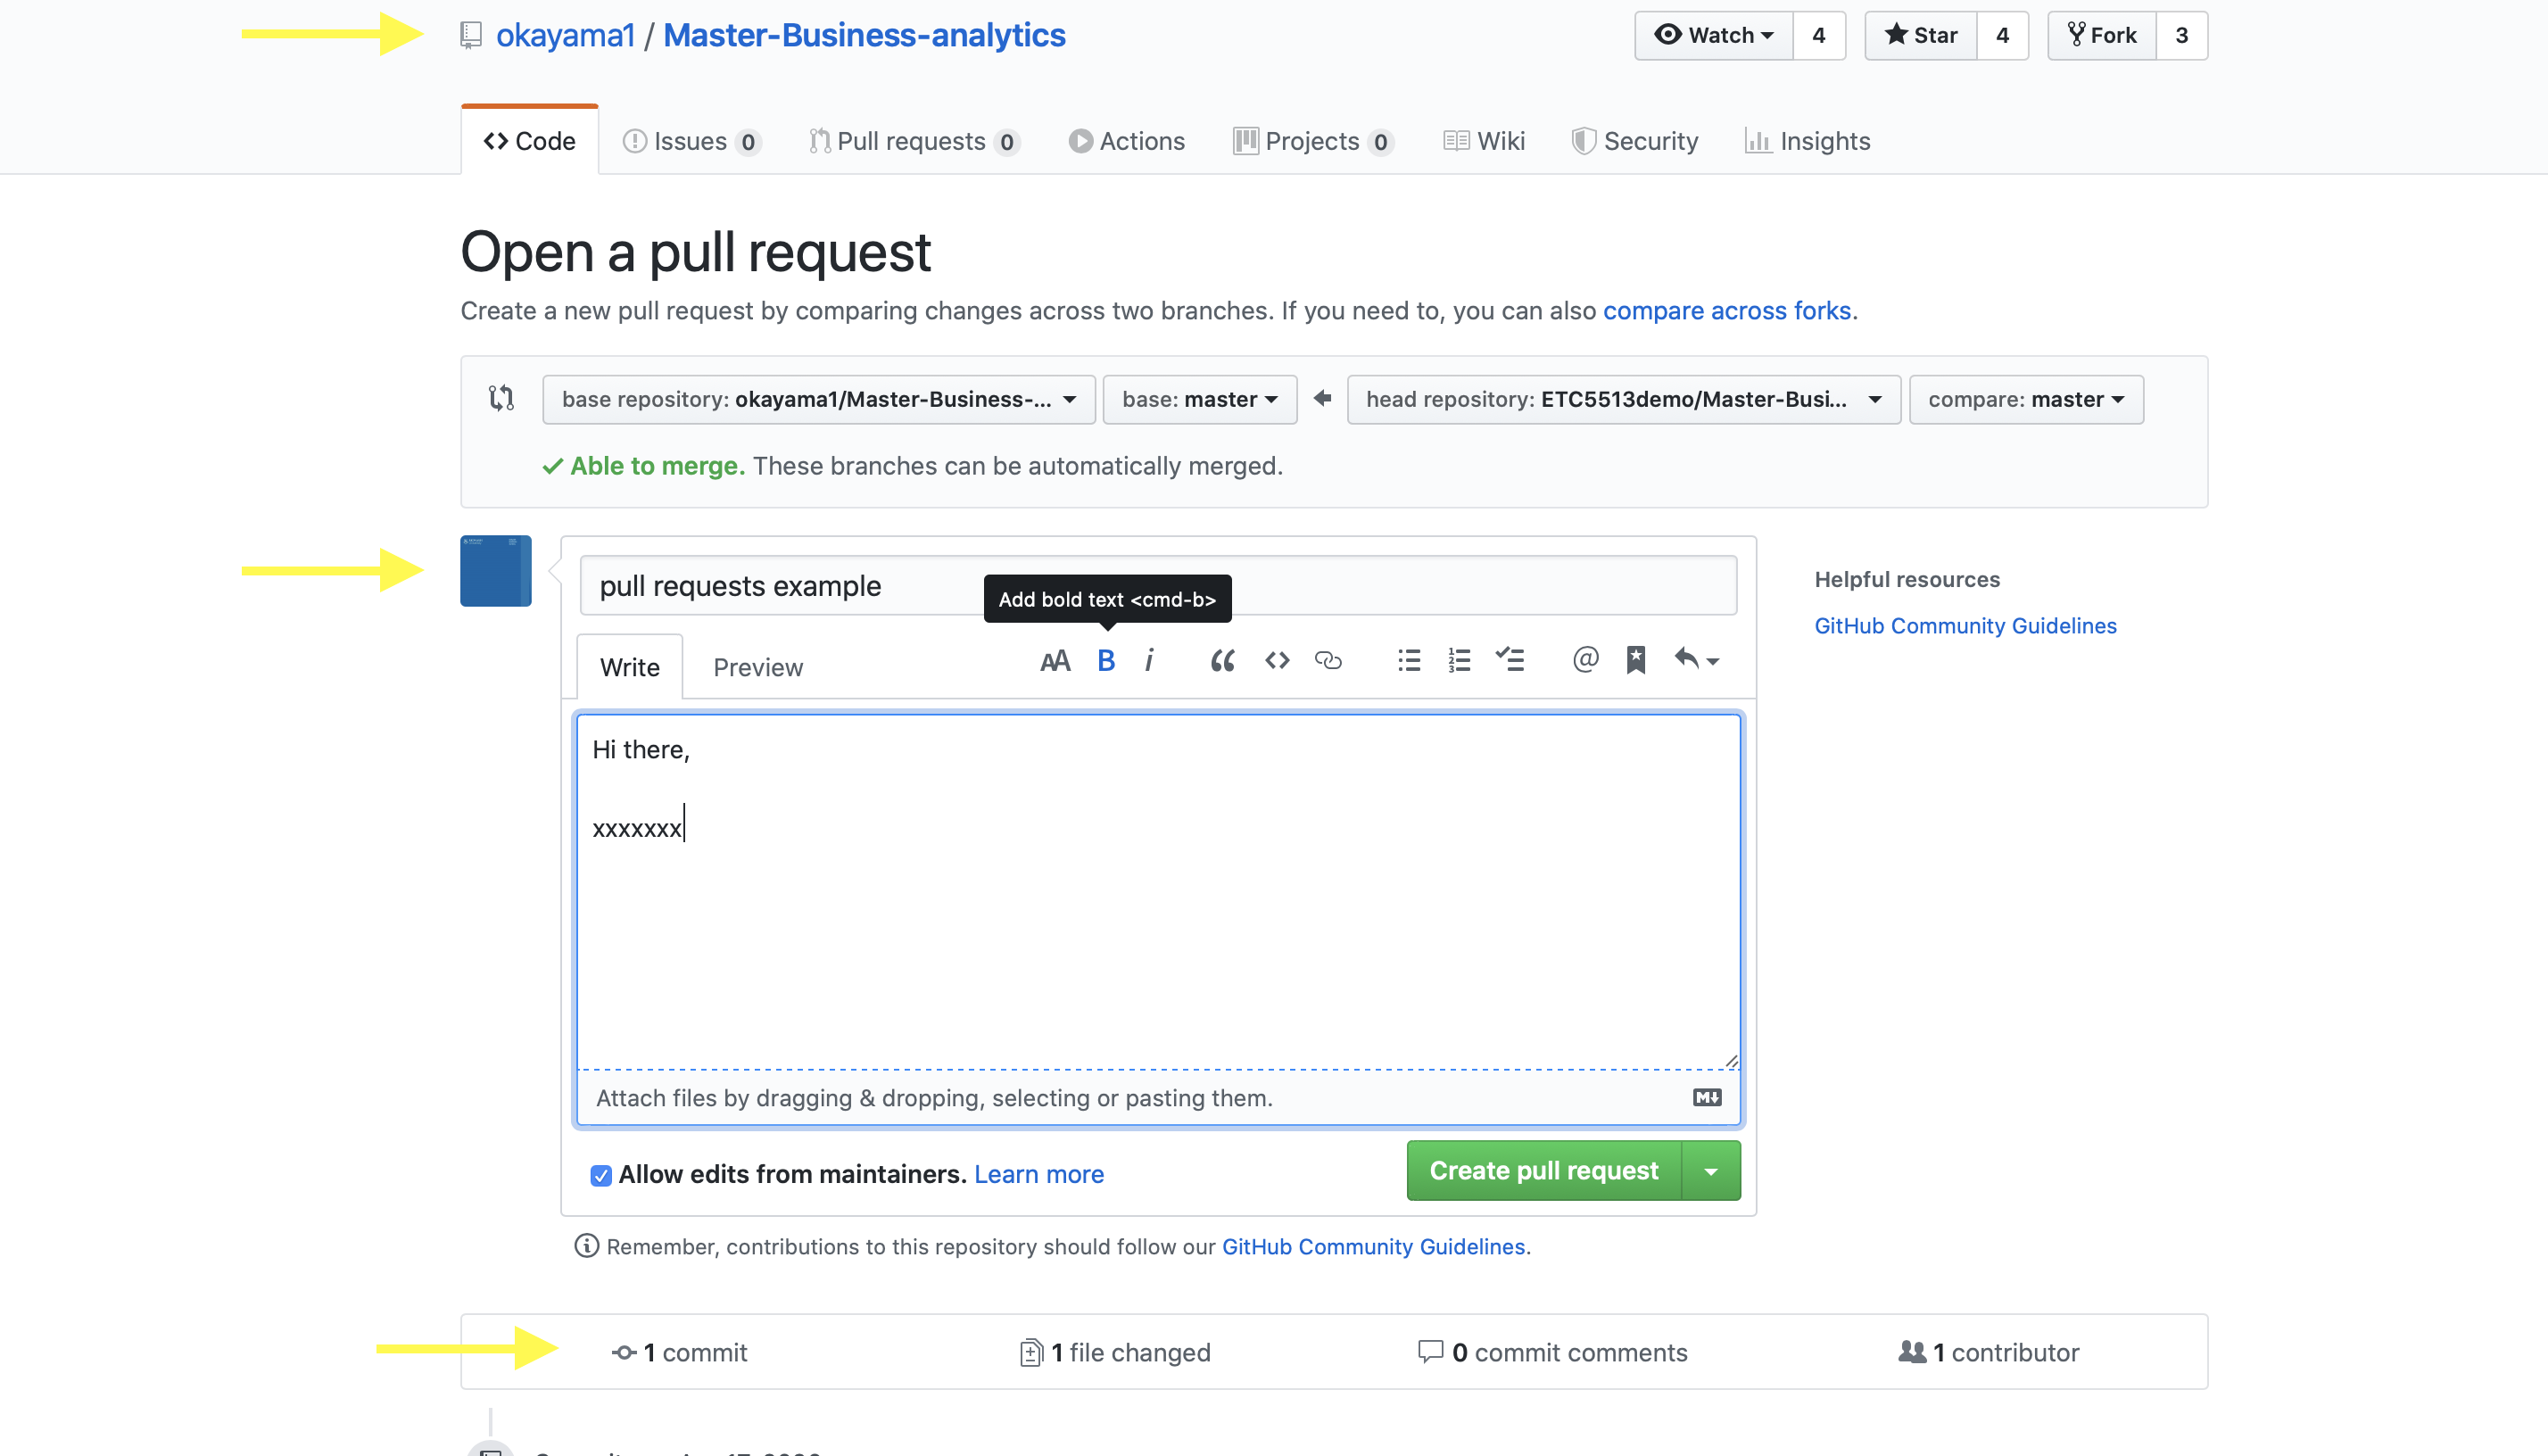 okayama1 / Master-Business-analytics
Watch 4 Star 4 Fork 3
Code Issues 0 Pull requests 0 Actions Projects 0 Wiki Security Insights
Open a pull request
Create a new pull request by comparing changes across two branches. If you need to, you can also compare across forks.
base repository: okayama1/Master-Business-... base: master head repository: ETC5513demo/Master-Busi... compare: master
Able to merge. These branches can be automatically merged.
pull requests example
Add bold text <cmd-b>
Helpful resources
GitHub Community Guidelines
Write Preview AA B i
Hi there,
xxxxxxx
Attach files by dragging & dropping, selecting or pasting them.
Allow edits from maintainers. Learn more
Create pull request
Remember, contributions to this repository should follow our GitHub Community Guidelines.
1 commit 1 file changed 0 commit comments 1 contributor